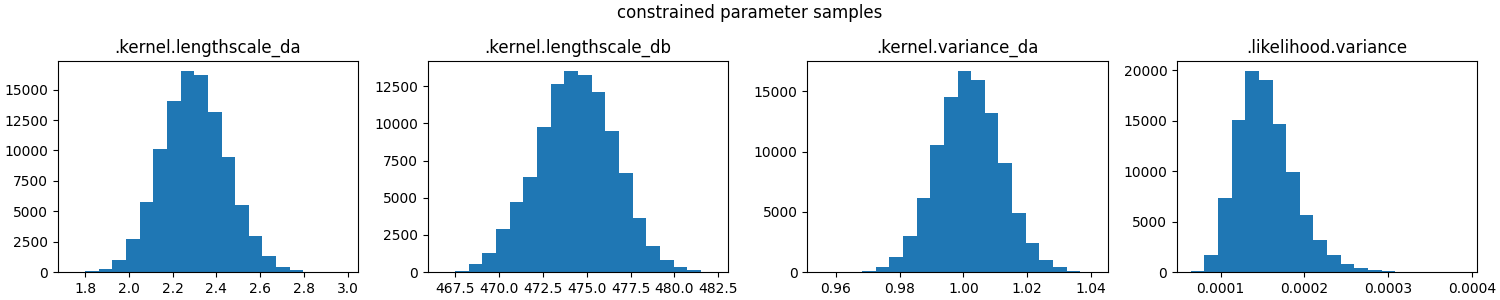 constrained parameter samples
.kernel.lengthscale_da
.kernel.lengthscale_db
.kernel.variance_da
.likelihood.variance
15000
12500
10000
7500
5000
2500
0
1.8 2.0 2.2 2.4 2.6 2.8 3.0
12500
10000
7500
5000
2500
0
467.5 470.0 472.5 475.0 477.5 480.0 482.5
15000
10000
5000
0
0.96 0.98 1.00 1.02 1.04
20000
15000
10000
5000
0
0.0001 0.0002 0.0003 0.0004